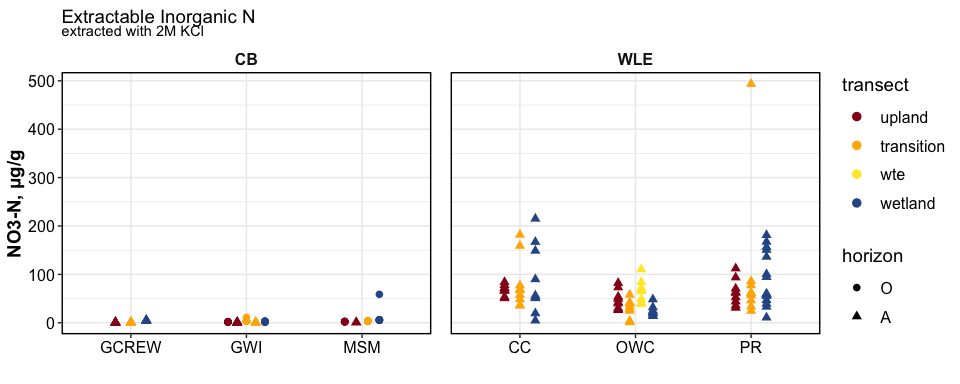 Extractable Inorganic N
extracted with 2M KCl
CB
WLE
NO3-N, µg/g
500
400
300
200
100
0
GCREW
GWI
MSM
CC
OWC
PR
transect
upland
transition
wte
wetland
horizon
O
A